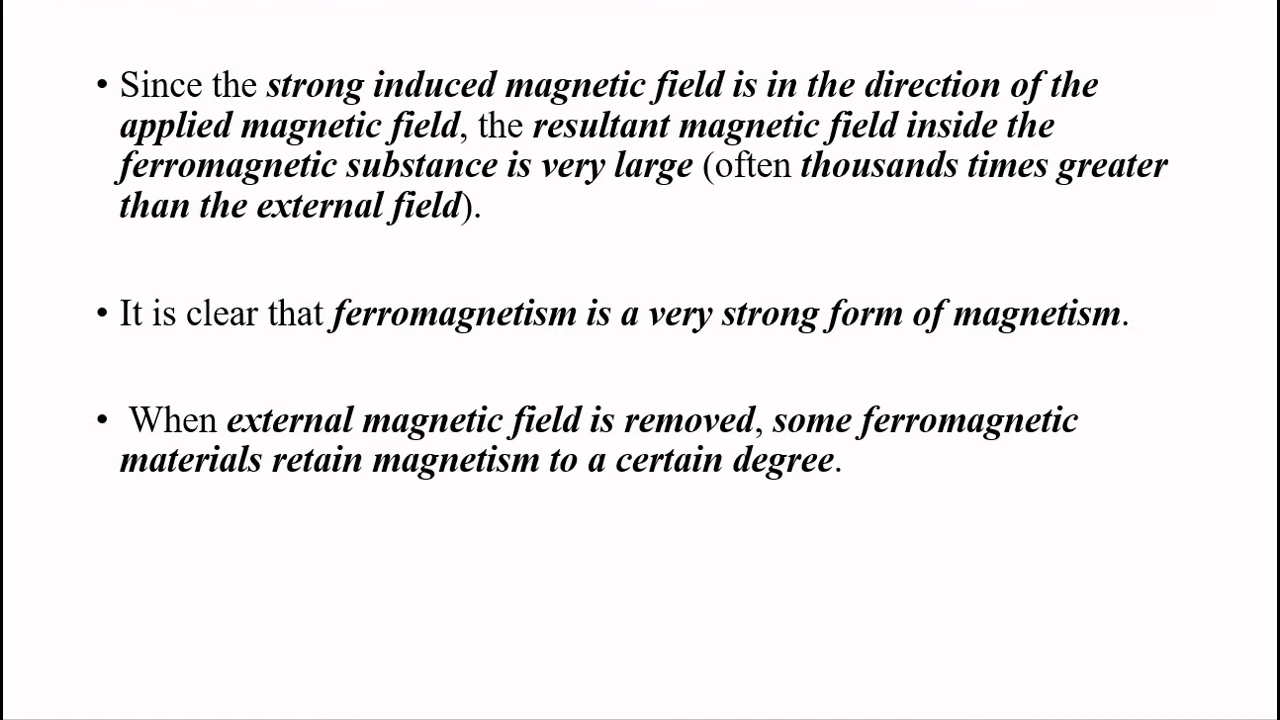 • Since the strong induced magnetic field is in the direction of the
applied magnetic field, the resultant magnetic field inside the
ferromagnetic substance is very large (often thousands times greater
than the external field).
• It is clear that ferromagnetism is a very strong form of magnetism.
• When external magnetic field is removed, some ferromagnetic
materials retain magnetism to a certain degree.